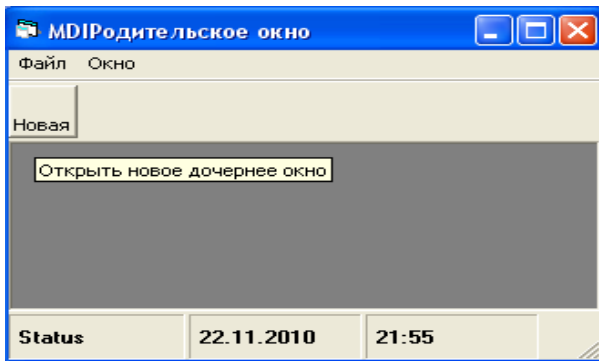 MDIРодительское окно
Файл Окно
Новая
Открыть новое дочернее окно
Status 22.11.2010 21:55